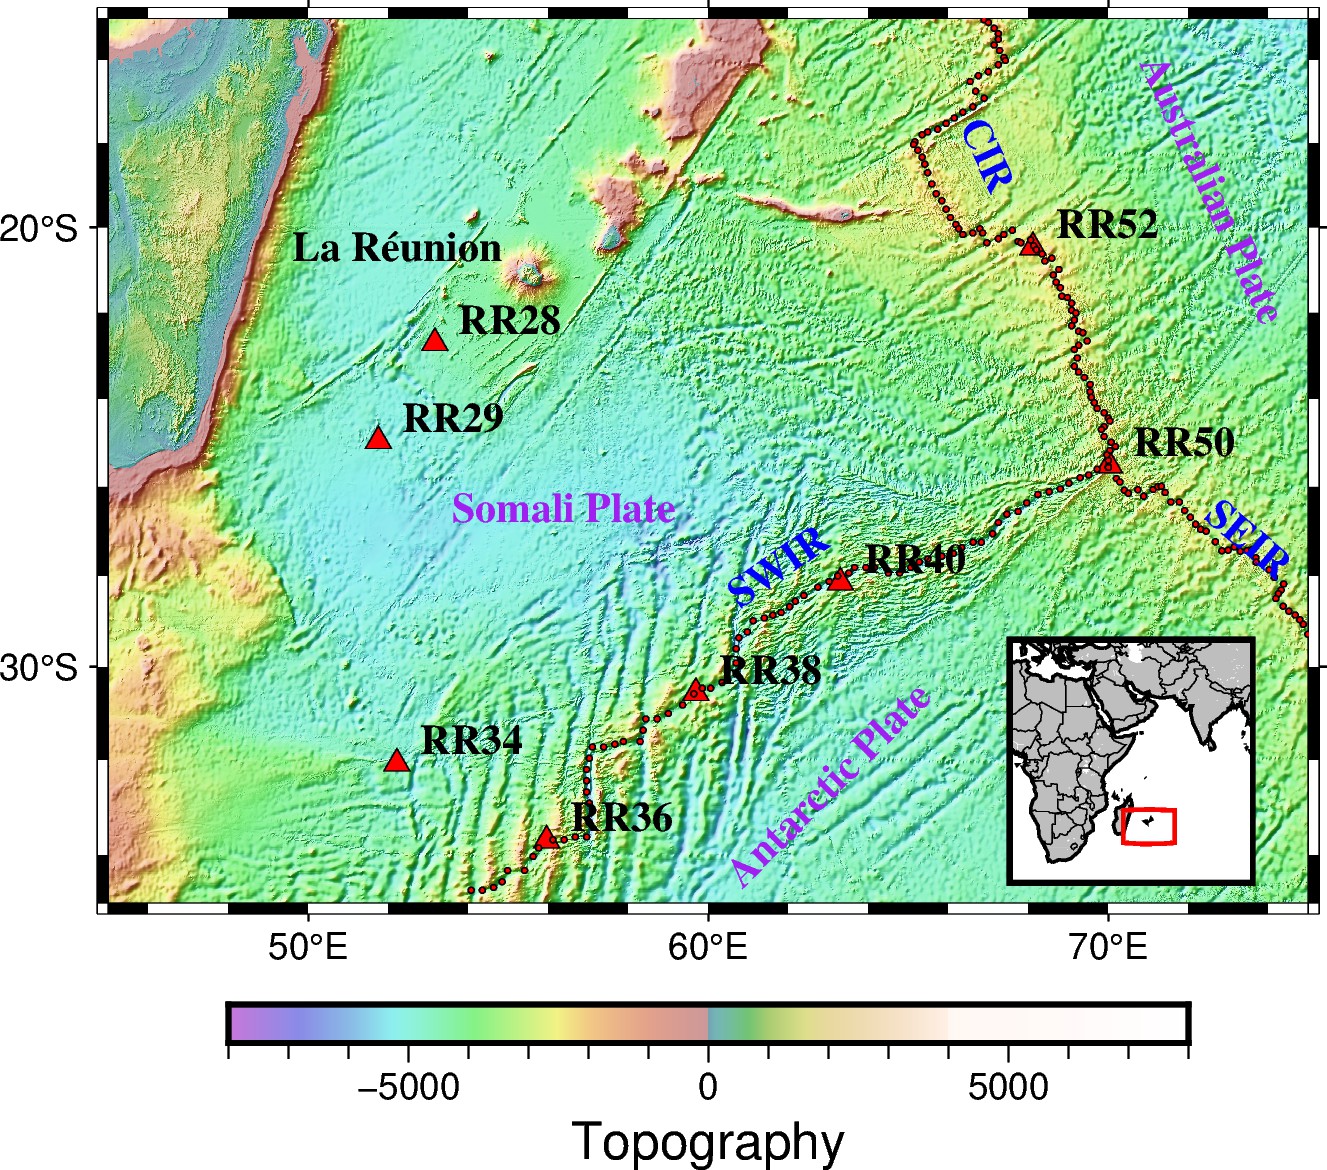 Australian Plate
CIR
20°S
RR52
La Réunion
RR28
RR29
RR50
Somali Plate
SEIR
SWIR
RR40
30°S
RR38
RR34
Antarctic Plate
RR36
50°E
60°E
70°E
−5000
0
5000
Topography